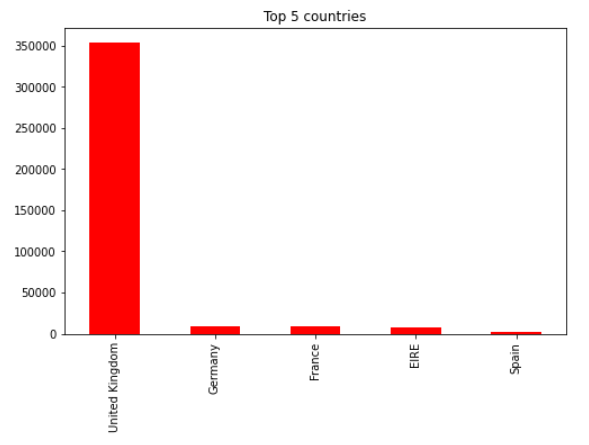 Top 5 countries
350000
300000
250000
200000
150000
100000
50000
0
United Kingdom
Germany
France
EIRE
Spain